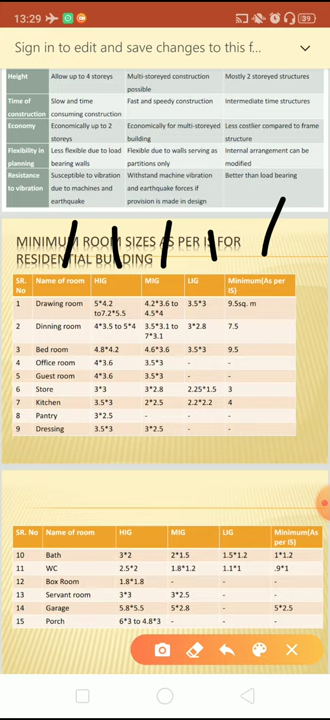 13:29
39
Sign in to edit and save changes to this f...
Height Allow up to 4 storeys Multi-storeyed construction possible Mostly 2 storeyed structures
Time of construction Slow and time consuming construction Fast and speedy construction Intermediate time structures
Economy Economically up to 2 storeys Economically for multi-storeyed building Less costlier compared to frame structure
Flexibility in planning Less flexible due to load bearing walls Flexible due to walls serving as partitions only Internal arrangement can be modified
Resistance to vibration Susceptible to vibration due to machines and earthquake Withstand machine vibration and earthquake forces if provision is made in design Better than load bearing
MINIMUM ROOM SIZES AS PER IS FOR
RESIDENTIAL BUILDING
SR. No Name of room HIG MIG LIG Minimum(As per IS)
1 Drawing room 5*4.2 to7.2*5.5 4.2*3.6 to 4.5*4 3.5*3 9.5sq. m
2 Dinning room 4*3.5 to 5*4 3.5*3.1 to 7*3.1 3*2.8 7.5
3 Bed room 4.8*4.2 4.6*3.6 3.5*3 9.5
4 Office room 4*3.6 3.5*3 - -
5 Guest room 4*3.6 3.5*3 - -
6 Store 3*3 3*2.8 2.25*1.5 3
7 Kitchen 3.5*3 2*2.5 2.2*2.2 4
8 Pantry 3*2.5 - - -
9 Dressing 3.5*3 3*2.5 - -
SR. No Name of room HIG MIG LIG Minimum(As per IS)
10 Bath 3*2 2*1.5 1.5*1.2 1*1.2
11 WC 2.5*2 1.8*1.2 1.1*1 .9*1
12 Box Room 1.8*1.8 - - -
13 Servant room 3*3 3*2.5 - -
14 Garage 5.8*5.5 5*2.8 - 5*2.5
15 Porch 6*3 to 4.8*3 - - -